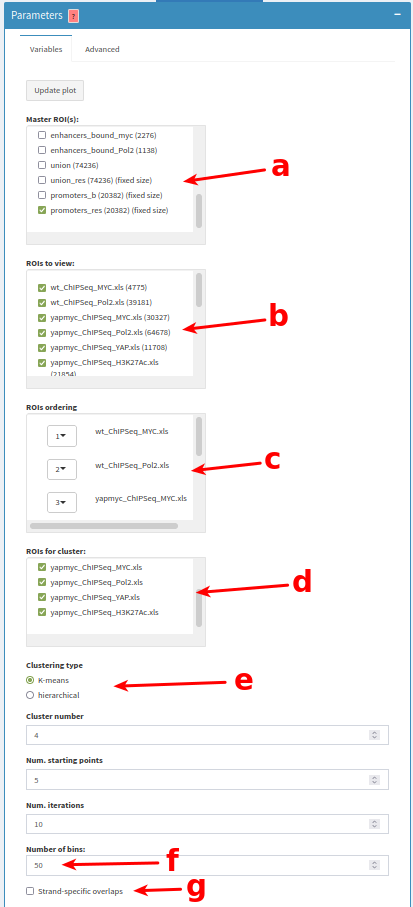 Parameters ?
Variables Advanced
Update plot
Master ROI(s):
enhancers_bound_myc (2276)
enhancers_bound_Pol2 (1138)
union (74236)
union_res (74236) (fixed size)
promoters_b (20382) (fixed size)
promoters_res (20382) (fixed size)
a
ROIs to view:
wt_ChIPSeq_MYC.xls (4775)
wt_ChIPSeq_Pol2.xls (39181)
yapmyc_ChIPSeq_MYC.xls (30327)
yapmyc_ChIPSeq_Pol2.xls (64678)
yapmyc_ChIPSeq_YAP.xls (11708)
yapmyc_ChIPSeq_H3K27Ac.xls
(21854)
b
ROIs ordering
1 wt_ChIPSeq_MYC.xls
2 wt_ChIPSeq_Pol2.xls
3 yapmyc_ChIPSeq_MYC.xls
c
ROIs for cluster:
yapmyc_ChIPSeq_MYC.xls
yapmyc_ChIPSeq_Pol2.xls
yapmyc_ChIPSeq_YAP.xls
yapmyc_ChIPSeq_H3K27Ac.xls
d
Clustering type
K-means
hierarchical
e
Cluster number
4
Num. starting points
5
Num. iterations
10
Number of bins:
50
f
Strand-specific overlaps
g